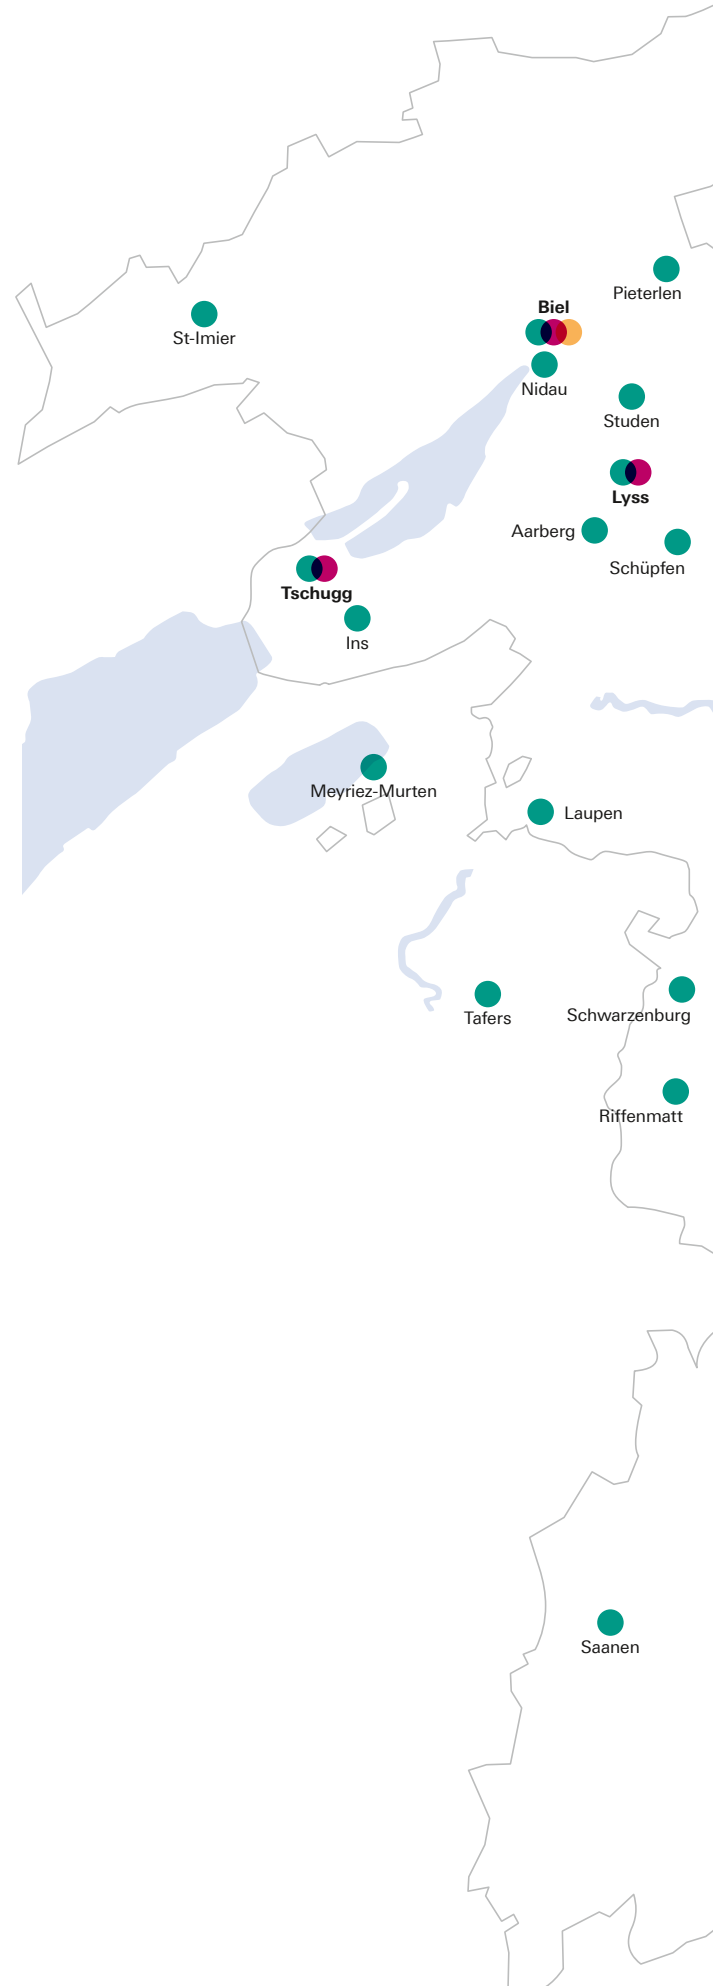 Pieterlen
Biel
St-Imier
Nidau
Studen
Lyss
Aarberg
Schüpfen
Tschugg
Ins
Meyriez-Murten
Laupen
Schwarzenburg
Tafers
Riffenmatt
Saanen